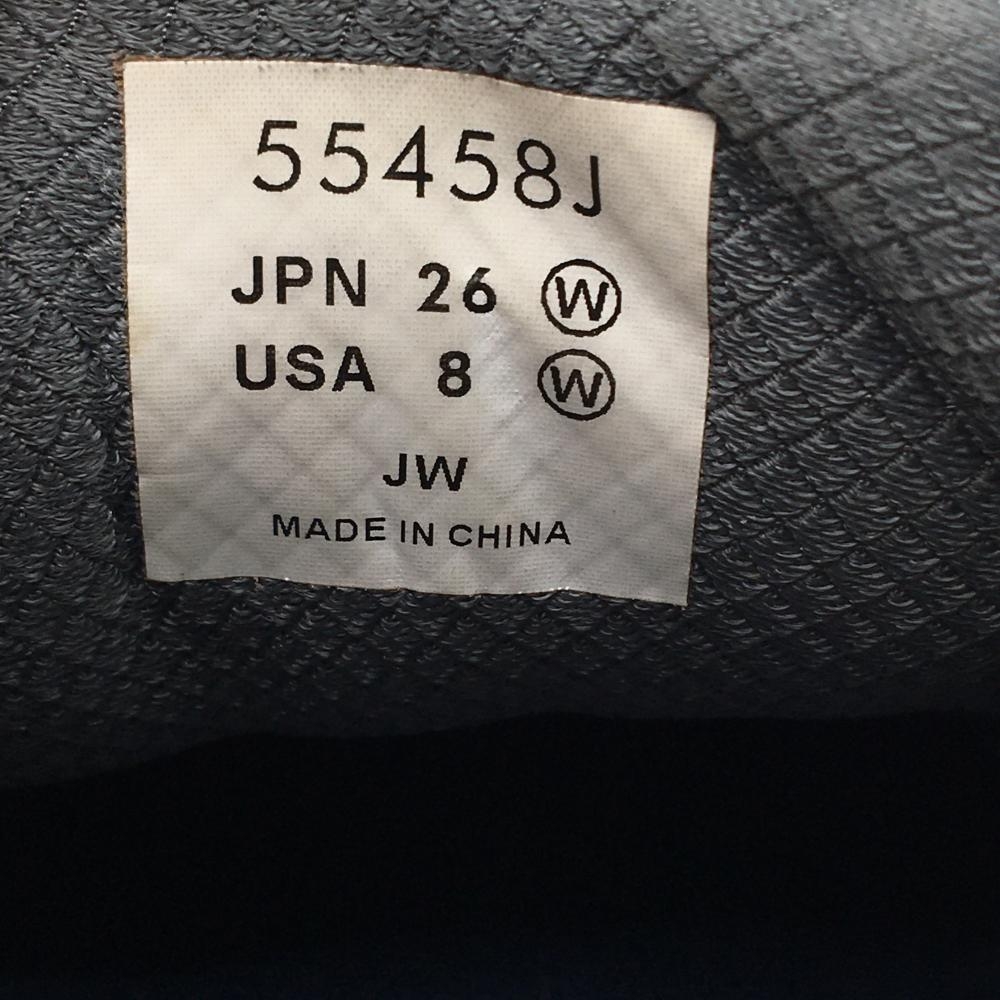 55458J
JPN 26 Ⓦ
USA 8 Ⓦ
JW
MADE IN CHINA